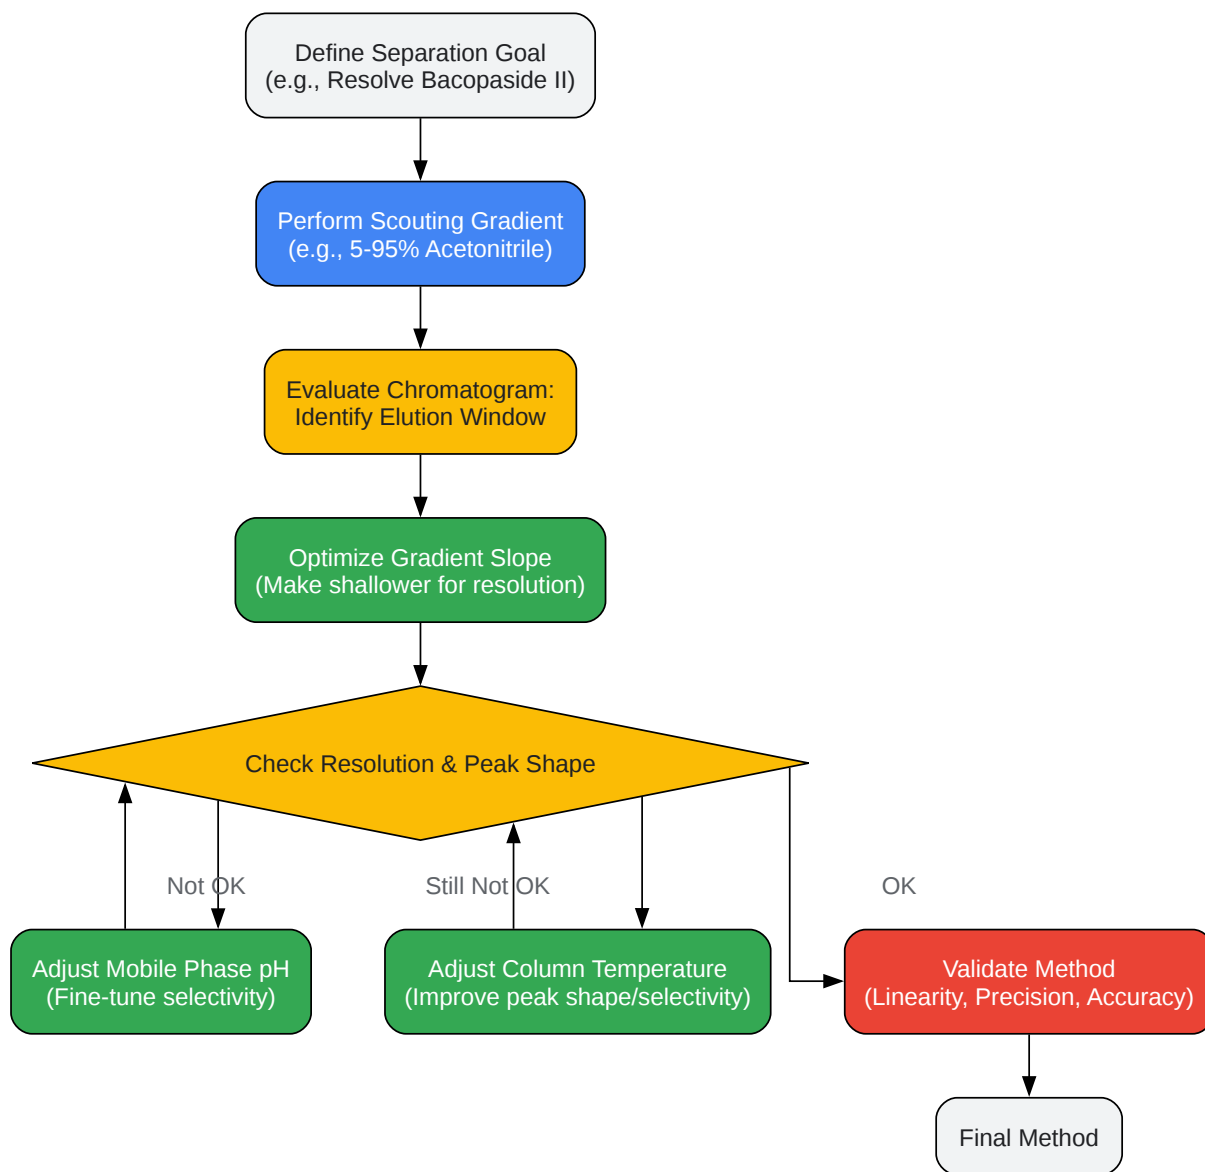 Define Separation Goal
(e.g., Resolve Bacopaside II)
Perform Scouting Gradient
(e.g., 5-95% Acetonitrile)
Evaluate Chromatogram:
Identify Elution Window
Optimize Gradient Slope
(Make shallower for resolution)
Check Resolution & Peak Shape
Not OK
Still Not OK
OK
Adjust Mobile Phase pH
(Fine-tune selectivity)
Adjust Column Temperature
(Improve peak shape/selectivity)
Validate Method
(Linearity, Precision, Accuracy)
Final Method